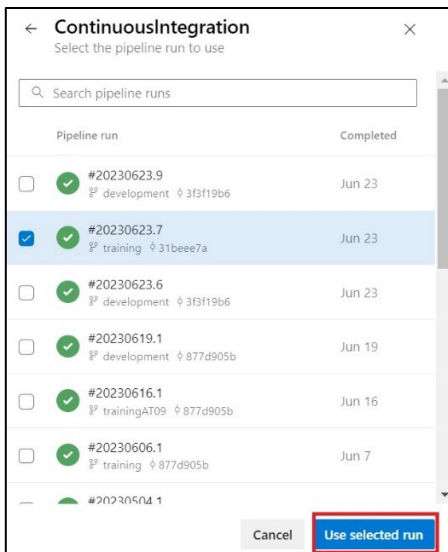 ContinuousIntegration
Select the pipeline run to use
Search pipeline runs
Pipeline run Completed
#20230623.9
development 3f3f19b6 Jun 23
#20230623.7
training 31beee7a Jun 23
#20230623.6
development 3f3f19b6 Jun 23
#20230619.1
development 877d905b Jun 19
#20230616.1
trainingAT09 877d905b Jun 16
#20230606.1
training 877d905b Jun 7
#20230504.1
Cancel Use selected run